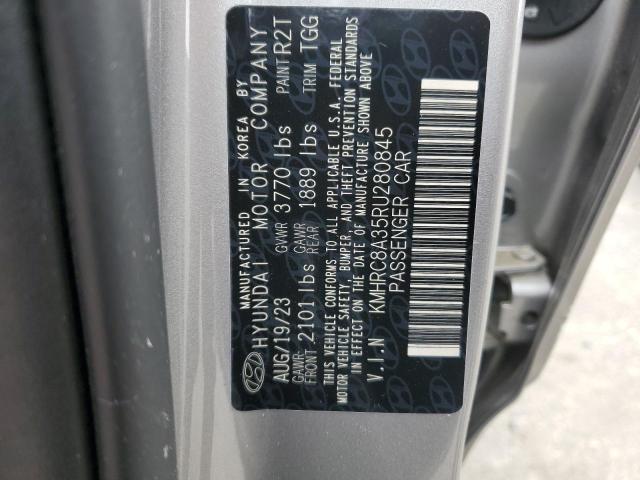 MANUFACTURED IN KOREA BY
HYUNDAI MOTOR COMPANY
AUG/19/23 GVWR 3770 lbs PAINT R2T
GAWR FRONT 2101 lbs GAWR REAR 1889 lbs TRIM TGG
THIS VEHICLE CONFORMS TO ALL APPLICABLE U.S.A. FEDERAL
MOTOR VEHICLE SAFETY, BUMPER, AND THEFT PREVENTION STANDARDS
IN EFFECT ON THE DATE OF MANUFACTURE SHOWN ABOVE
V.I.N KMHRC8A35RU280845
PASSENGER CAR